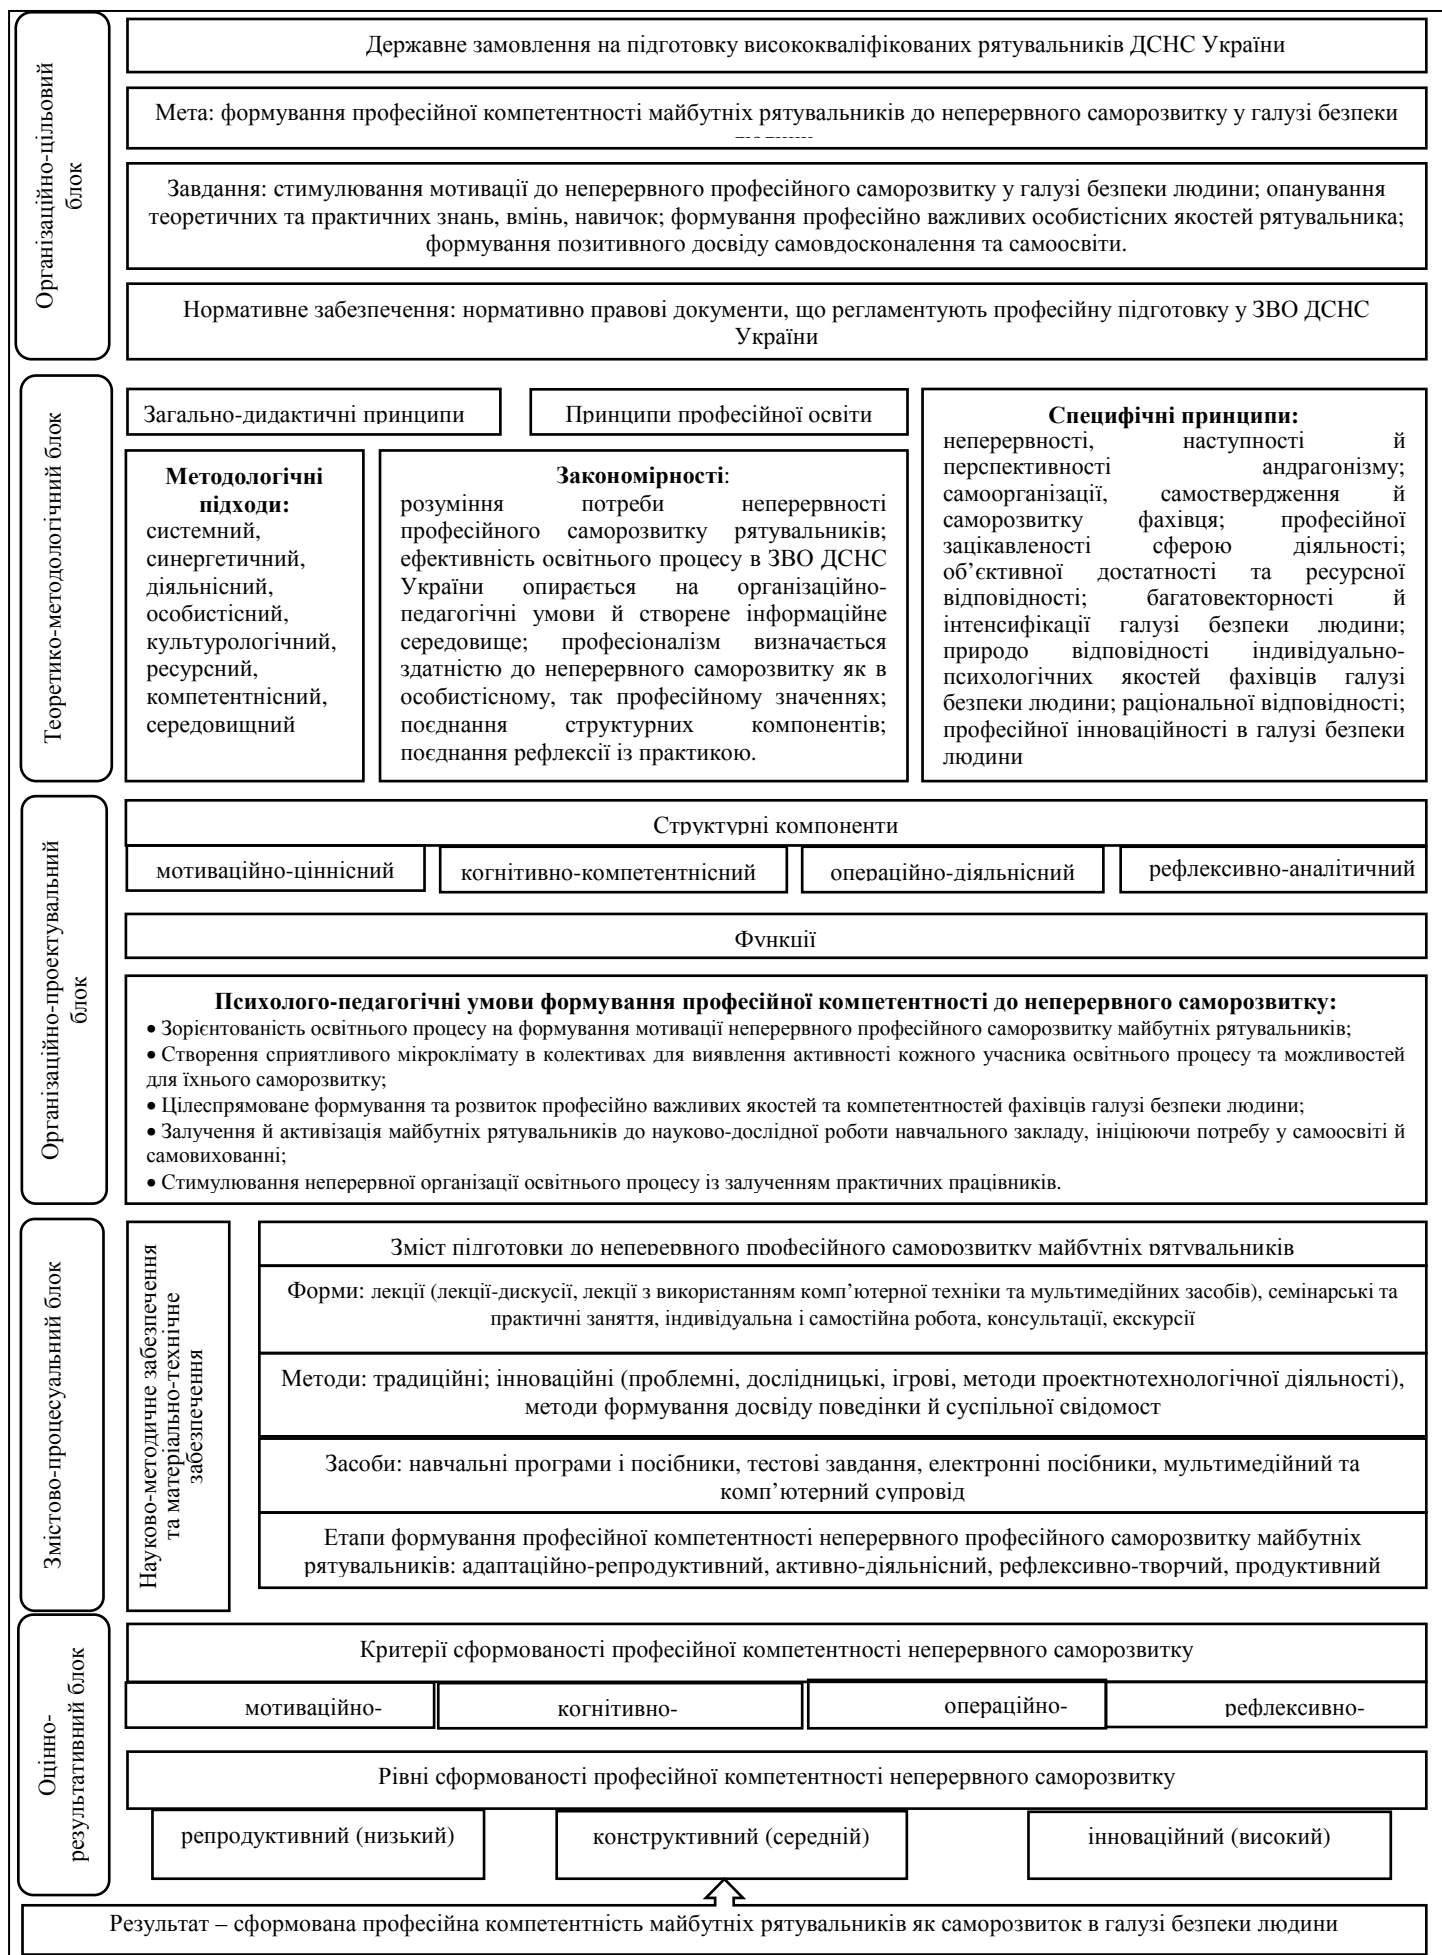 Організаційно-цільовий
блок
Державне замовлення на підготовку висококваліфікованих рятувальників ДСНС України
Мета: формування професійної компетентності майбутніх рятувальників до неперервного саморозвитку у галузі безпеки
Завдання: стимулювання мотивації до неперервного професійного саморозвитку у галузі безпеки людини; опанування
теоретичних та практичних знань, вмінь, навичок; формування професійно важливих особистісних якостей рятувальника;
формування позитивного досвіду самовдосконалення та самоосвіти.
Нормативне забезпечення: нормативно правові документи, що регламентують професійну підготовку у ЗВО ДСНС
України
Теоретико-методологічний блок
Загально-дидактичні принципи
Принципи професійної освіти
Методологічні
підходи:
системний,
синергетичний,
діяльнісний,
особистісний,
культурологічний,
ресурсний,
компетентнісний,
середовищний
Закономірності:
розуміння потреби неперервності
професійного саморозвитку рятувальників;
ефективність освітнього процесу в ЗВО ДСНС
України опирається на організаційно-
педагогічні умови й створене інформаційне
середовище; професіоналізм визначається
здатністю до неперервного саморозвитку як в
особистісному, так професійному значеннях;
поєднання структурних компонентів;
поєднання рефлексії із практикою.
Специфічні принципи:
неперервності, наступності й
перспективності андрагонізму;
самоорганізації, самоствердження й
саморозвитку фахівця; професійної
зацікавленості сферою діяльності;
об’єктивної достатності та ресурсної
відповідності; багатовекторності й
інтенсифікації галузі безпеки людини;
природо відповідності індивідуально-
психологічних якостей фахівців галузі
безпеки людини; раціональної відповідності;
професійної інноваційності в галузі безпеки
людини
Організаційно-проектувальний
блок
Структурні компоненти
мотиваційно-ціннісний
когнітивно-компетентнісний
операційно-діяльнісний
рефлексивно-аналітичний
Функції
Психолого-педагогічні умови формування професійної компетентності до неперервного саморозвитку:
• Зорієнтованість освітнього процесу на формування мотивації неперервного професійного саморозвитку майбутніх рятувальників;
• Створення сприятливого мікроклімату в колективах для виявлення активності кожного учасника освітнього процесу та можливостей
для їхнього саморозвитку;
• Цілеспрямоване формування та розвиток професійно важливих якостей та компетентностей фахівців галузі безпеки людини;
• Залучення й активізація майбутніх рятувальників до науково-дослідної роботи навчального закладу, ініціюючи потребу у самоосвіті й
самовихованні;
• Стимулювання неперервної організації освітнього процесу із залученням практичних працівників.
Змістово-процесуальний блок
Науково-методичне забезпечення
та матеріально-технічне
забезпечення
Зміст підготовки до неперервного професійного саморозвитку майбутніх рятувальників
Форми: лекції (лекції-дискусії, лекції з використанням комп’ютерної техніки та мультимедійних засобів), семінарські та
практичні заняття, індивідуальна і самостійна робота, консультації, екскурсії
Методи: традиційні; інноваційні (проблемні, дослідницькі, ігрові, методи проектнотехнологічної діяльності),
методи формування досвіду поведінки й суспільної свідомост
Засоби: навчальні програми і посібники, тестові завдання, електронні посібники, мультимедійний та
комп’ютерний супровід
Етапи формування професійної компетентності неперервного професійного саморозвитку майбутніх
рятувальників: адаптаційно-репродуктивний, активно-діяльнісний, рефлексивно-творчий, продуктивний
Оцінно-
результативний блок
Критерії сформованості професійної компетентності неперервного саморозвитку
мотиваційно-
когнітивно-
операційно-
рефлексивно-
Рівні сформованості професійної компетентності неперервного саморозвитку
репродуктивний (низький)
конструктивний (середній)
інноваційний (високий)
Результат – сформована професійна компетентність майбутніх рятувальників як саморозвиток в галузі безпеки людини